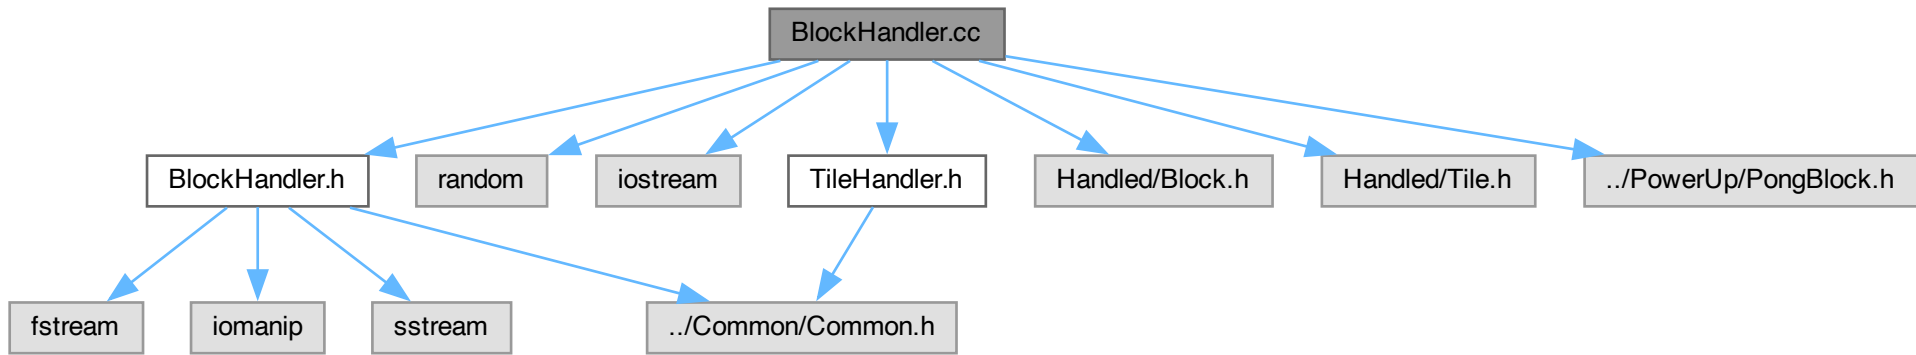 BlockHandler.cc
BlockHandler.h
random
iostream
TileHandler.h
Handled/Block.h
Handled/Tile.h
../PowerUp/PongBlock.h
fstream
iomanip
sstream
../Common/Common.h